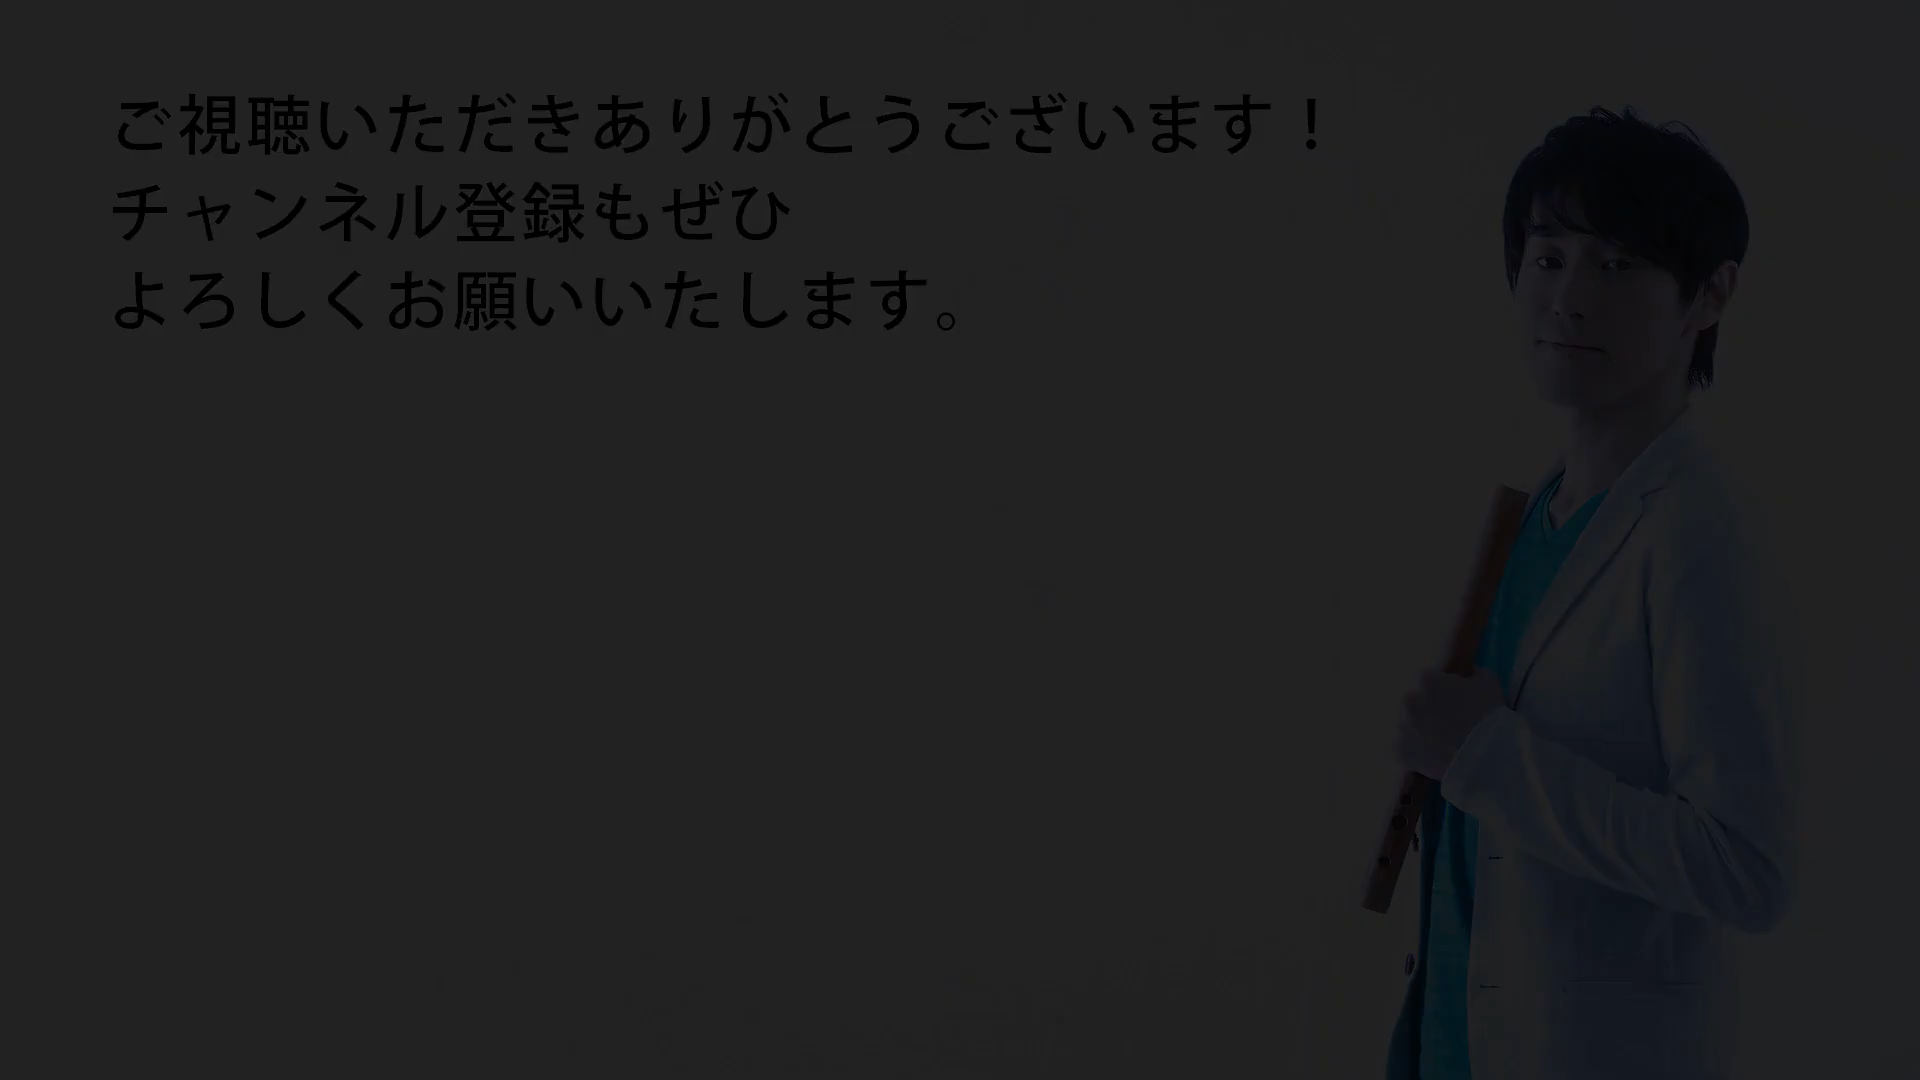 ご視聴いただきありがとうございます！
チャンネル登録もぜひ
よろしくお願いいたします。